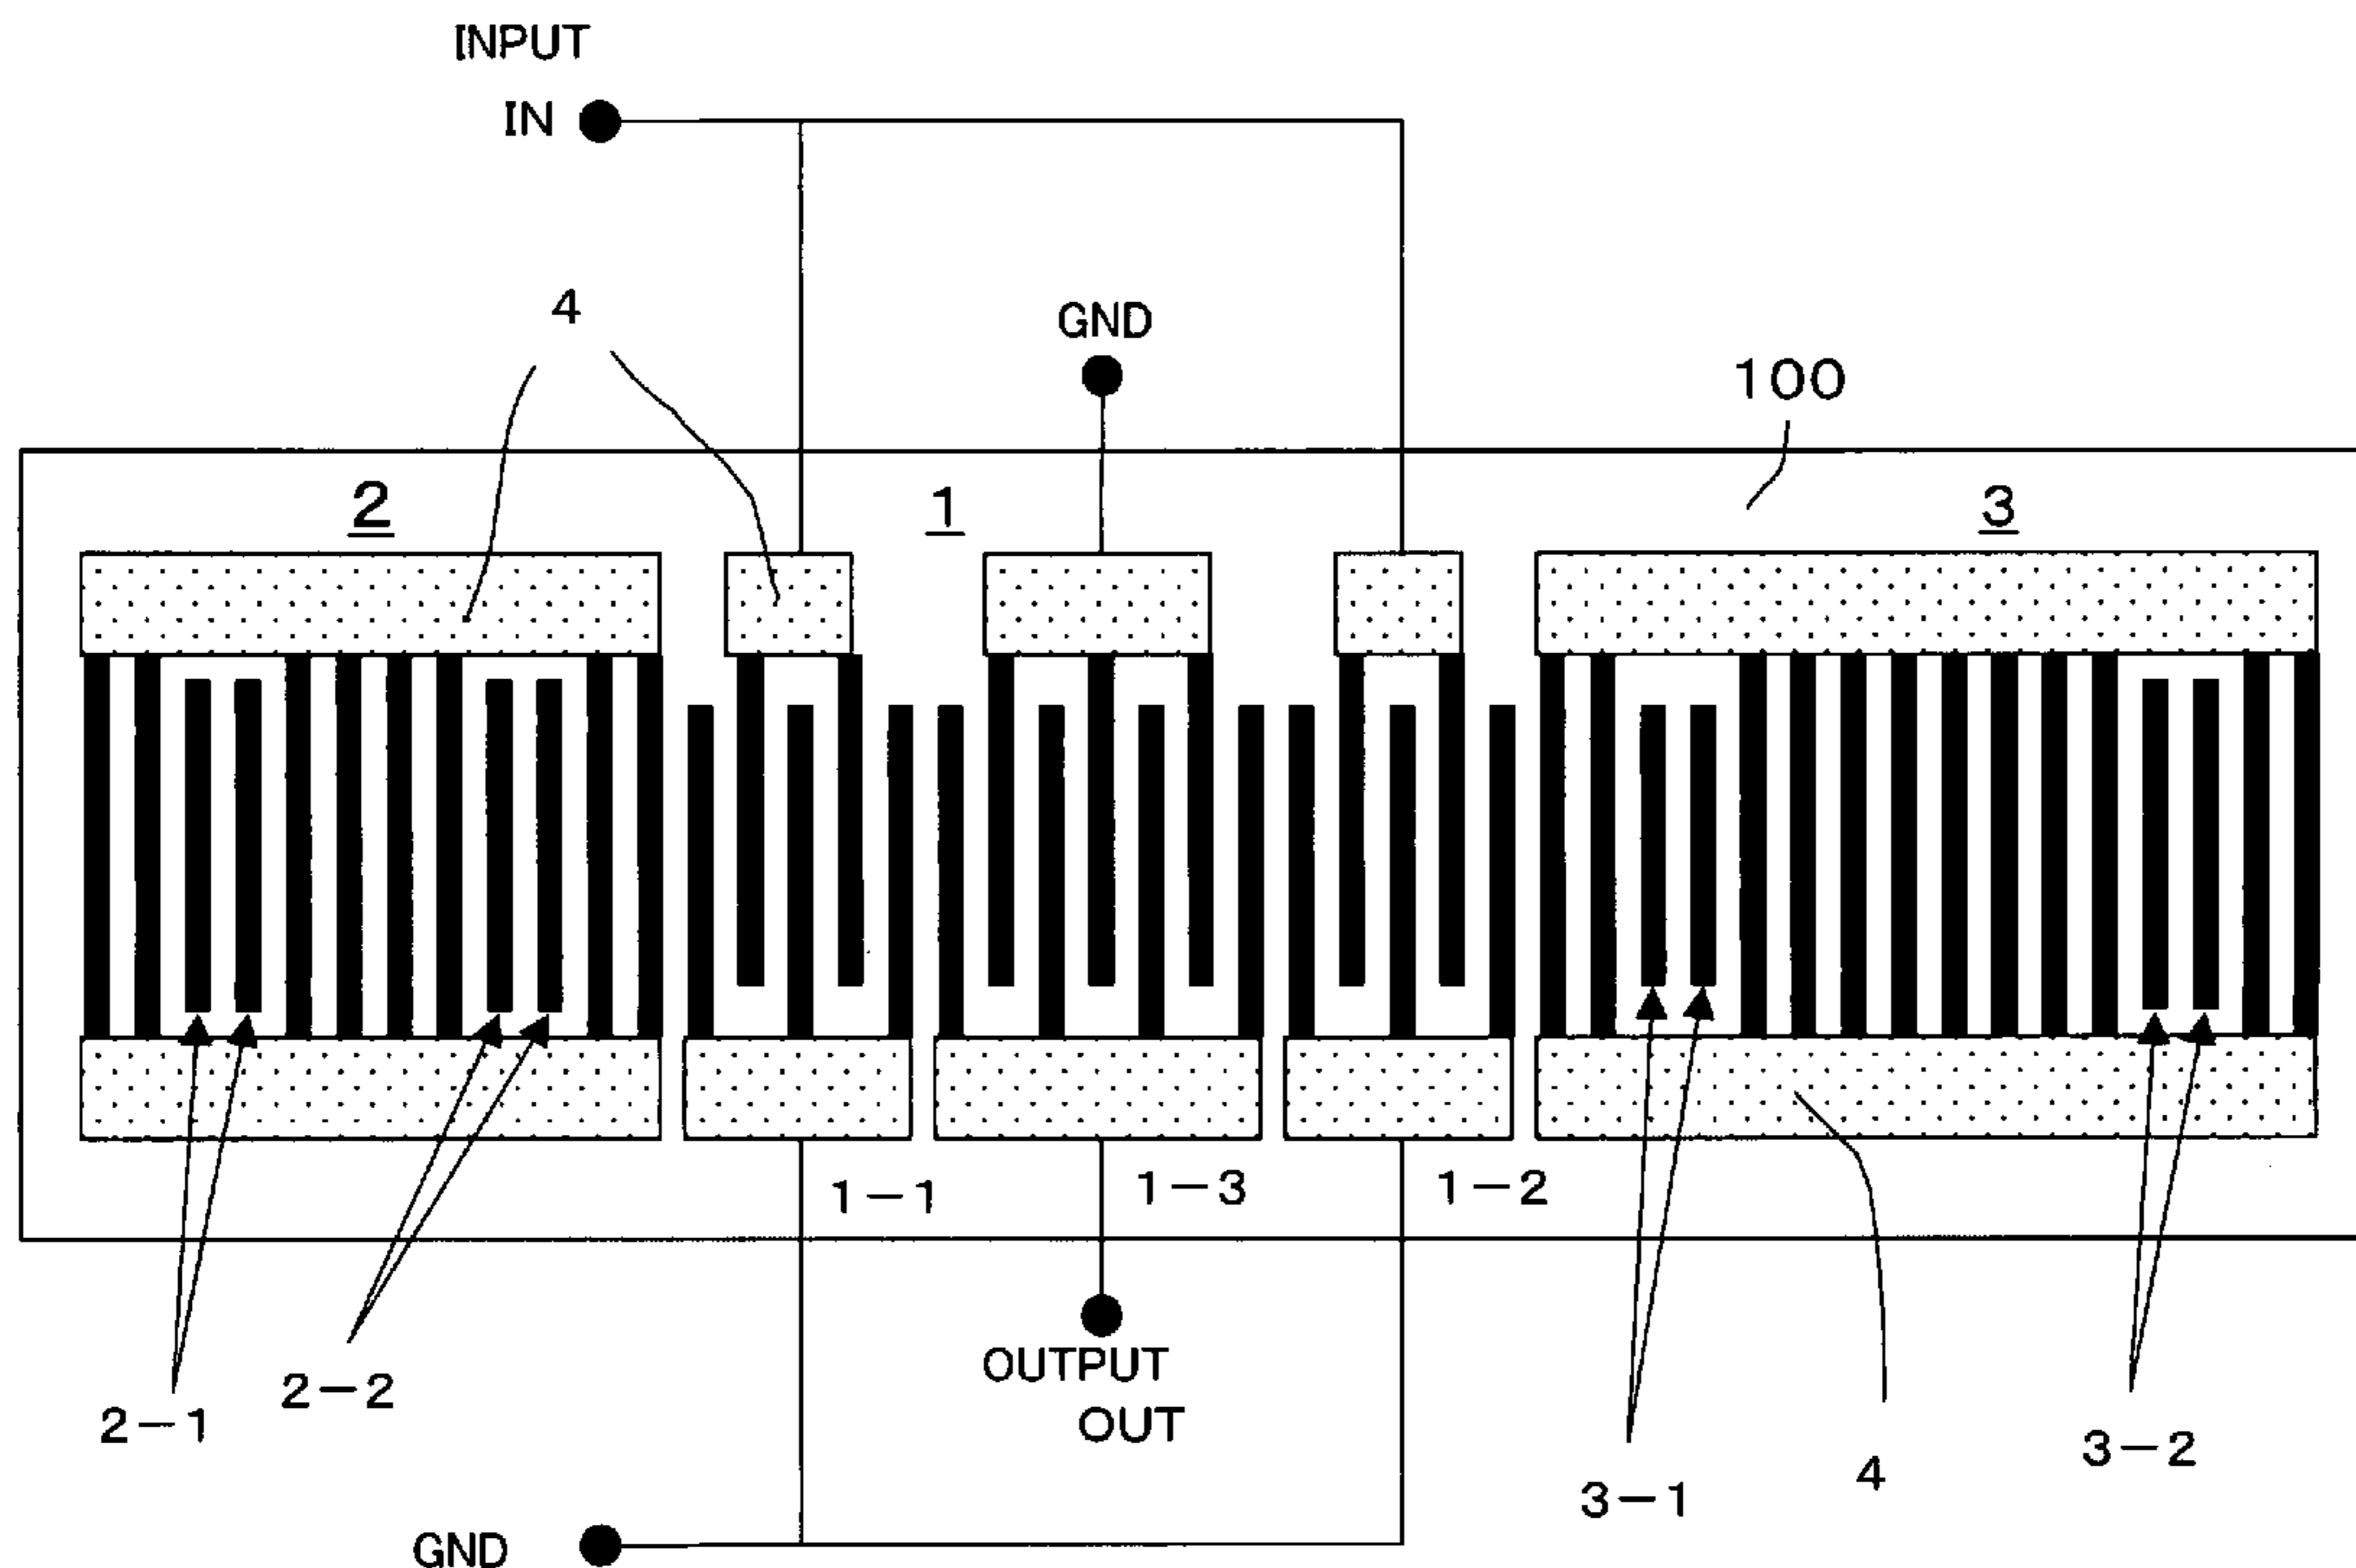 INPUT
IN
4
GND
100
2
1
3
1-1
1-3
1-2
OUTPUT
OUT
2-1
2-2
3-1
4
3-2
GND